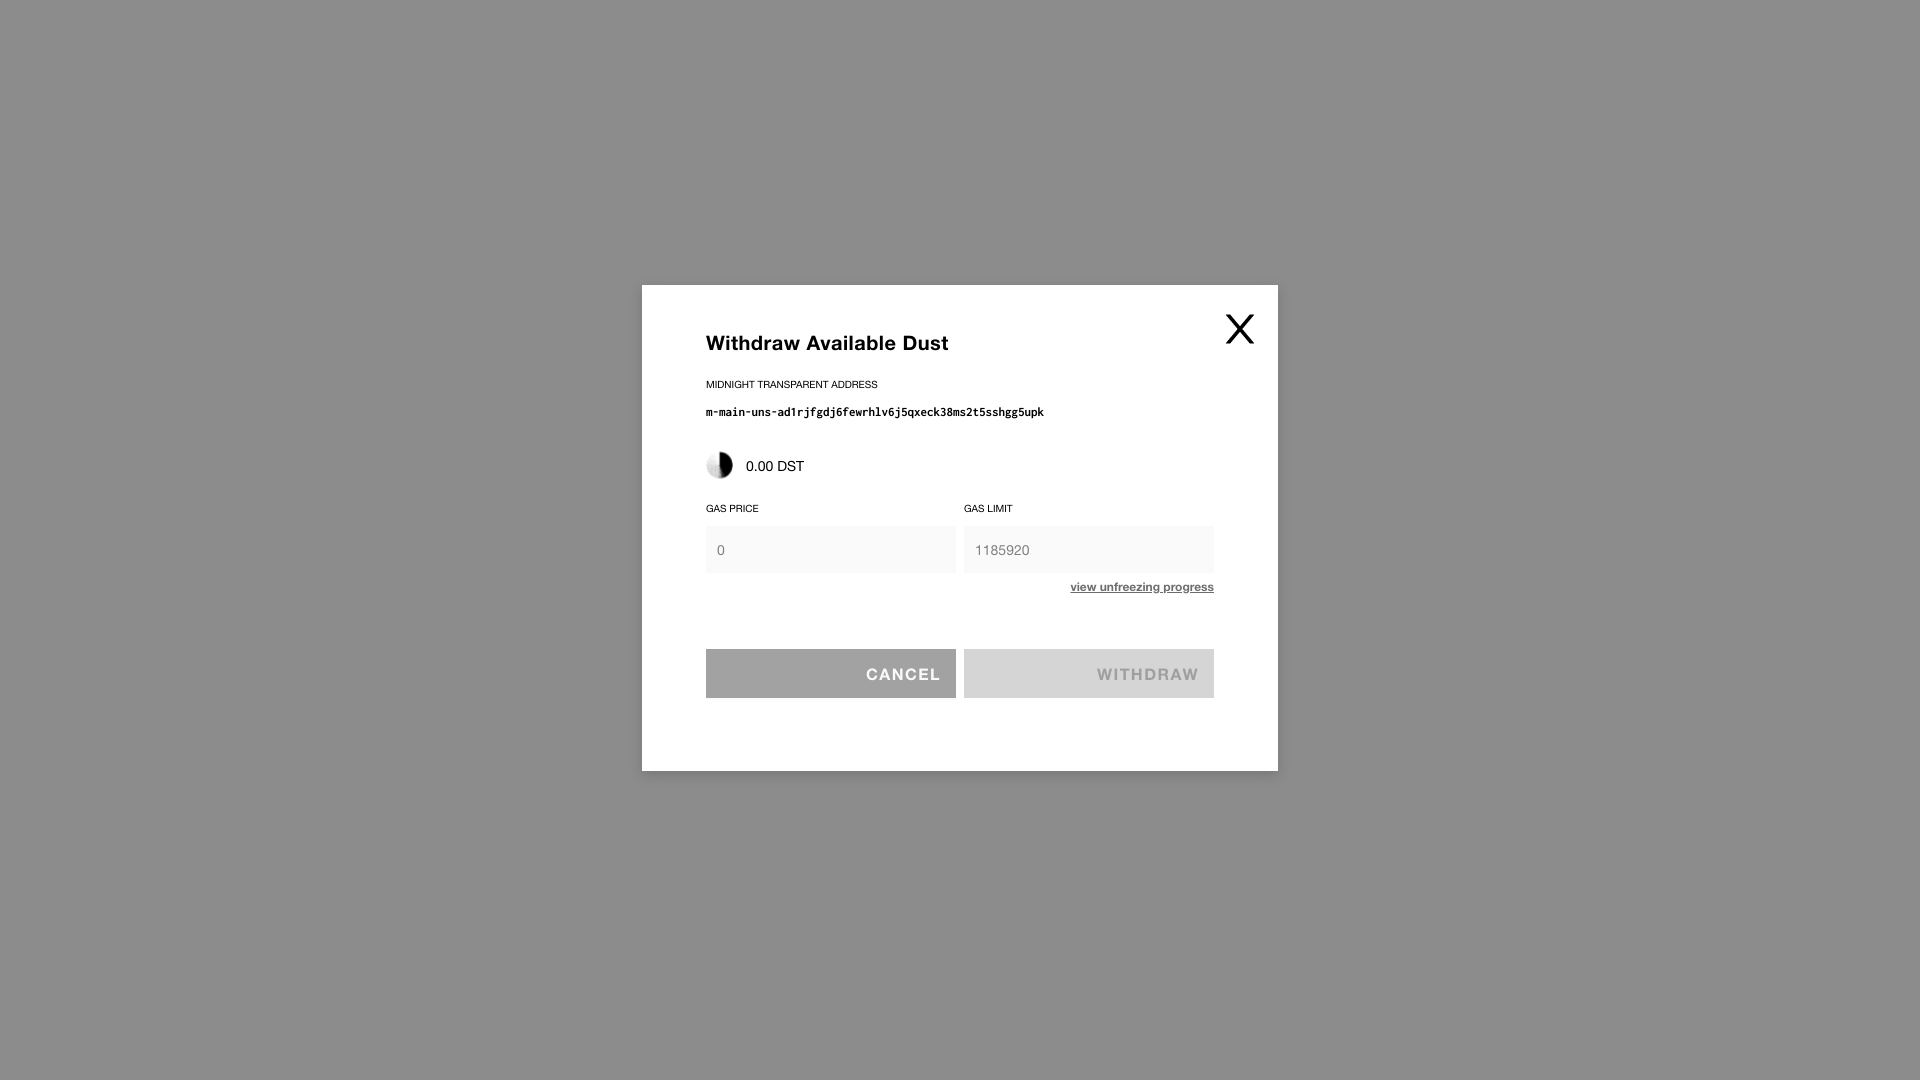 Withdraw Available Dust
MIDNIGHT TRANSPARENT ADDRESS
m-main-uns-ad1rjfgdj6fewrhlv6j5qxeck38ms2t5sshgg5upk
0.00 DST
GAS PRICE
GAS LIMIT
0
1185920
view unfreezing progress
CANCEL
WITHDRAW